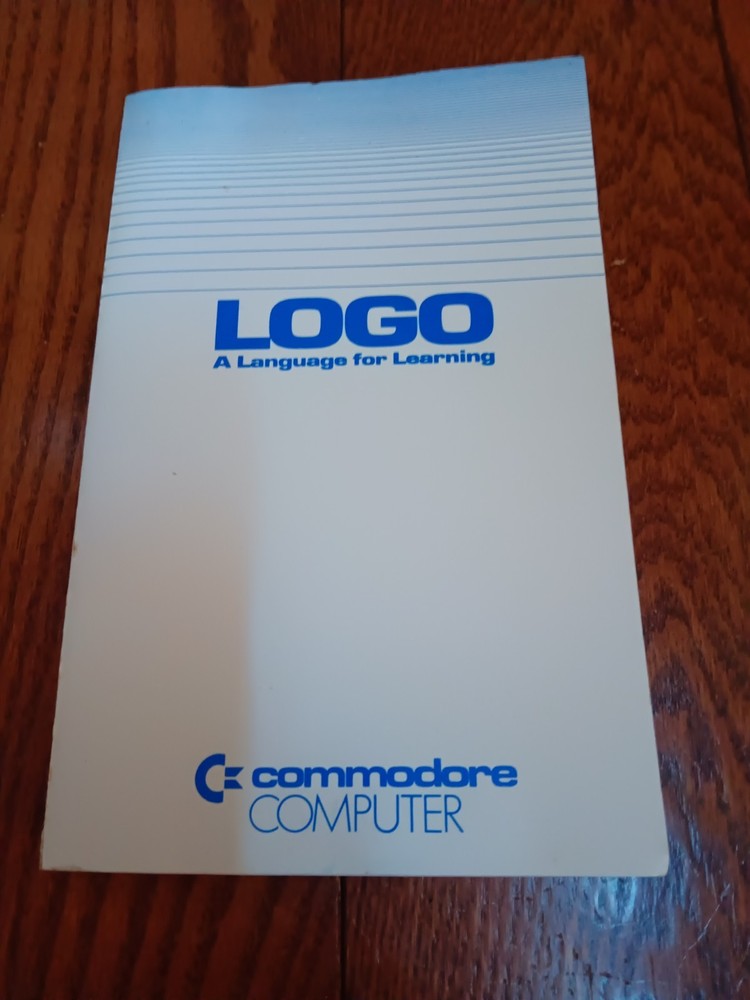 LOGO
A Language for Learning
commodore
COMPUTER